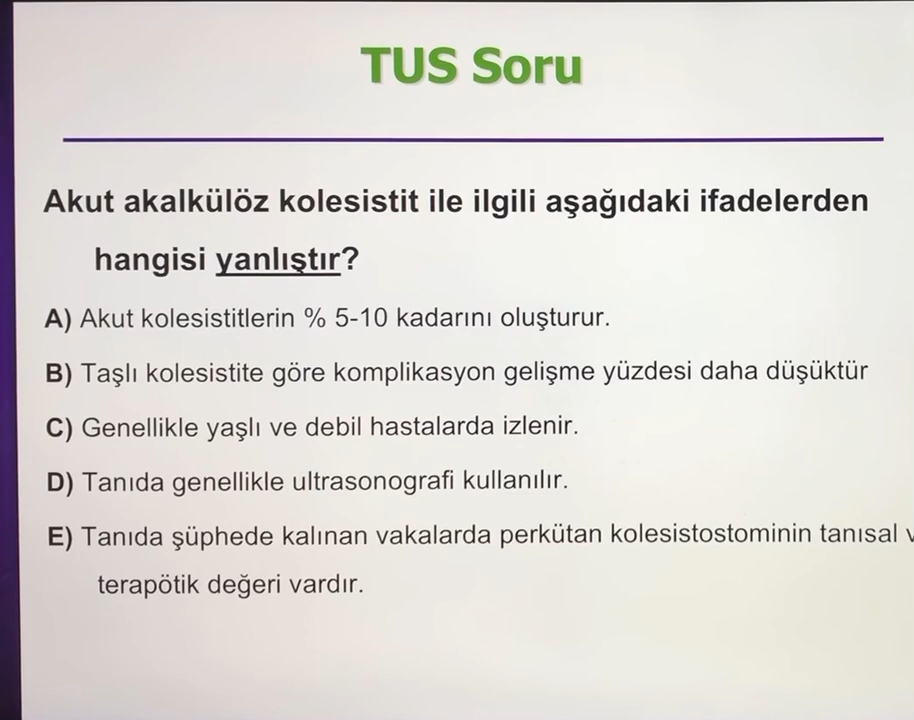 TUS Soru
Akut akalkülöz kolesistit ile ilgili aşağıdaki ifadelerden
hangisi yanlıştır?
A) Akut kolesistitlerin % 5-10 kadarını oluşturur.
B) Taşlı kolesistite göre komplikasyon gelişme yüzdesi daha düşüktür
C) Genellikle yaşlı ve debil hastalarda izlenir.
D) Tanıda genellikle ultrasonografi kullanılır.
E) Tanıda şüphede kalınan vakalarda perkütan kolesistostominin tanısal
terapötik değeri vardır.